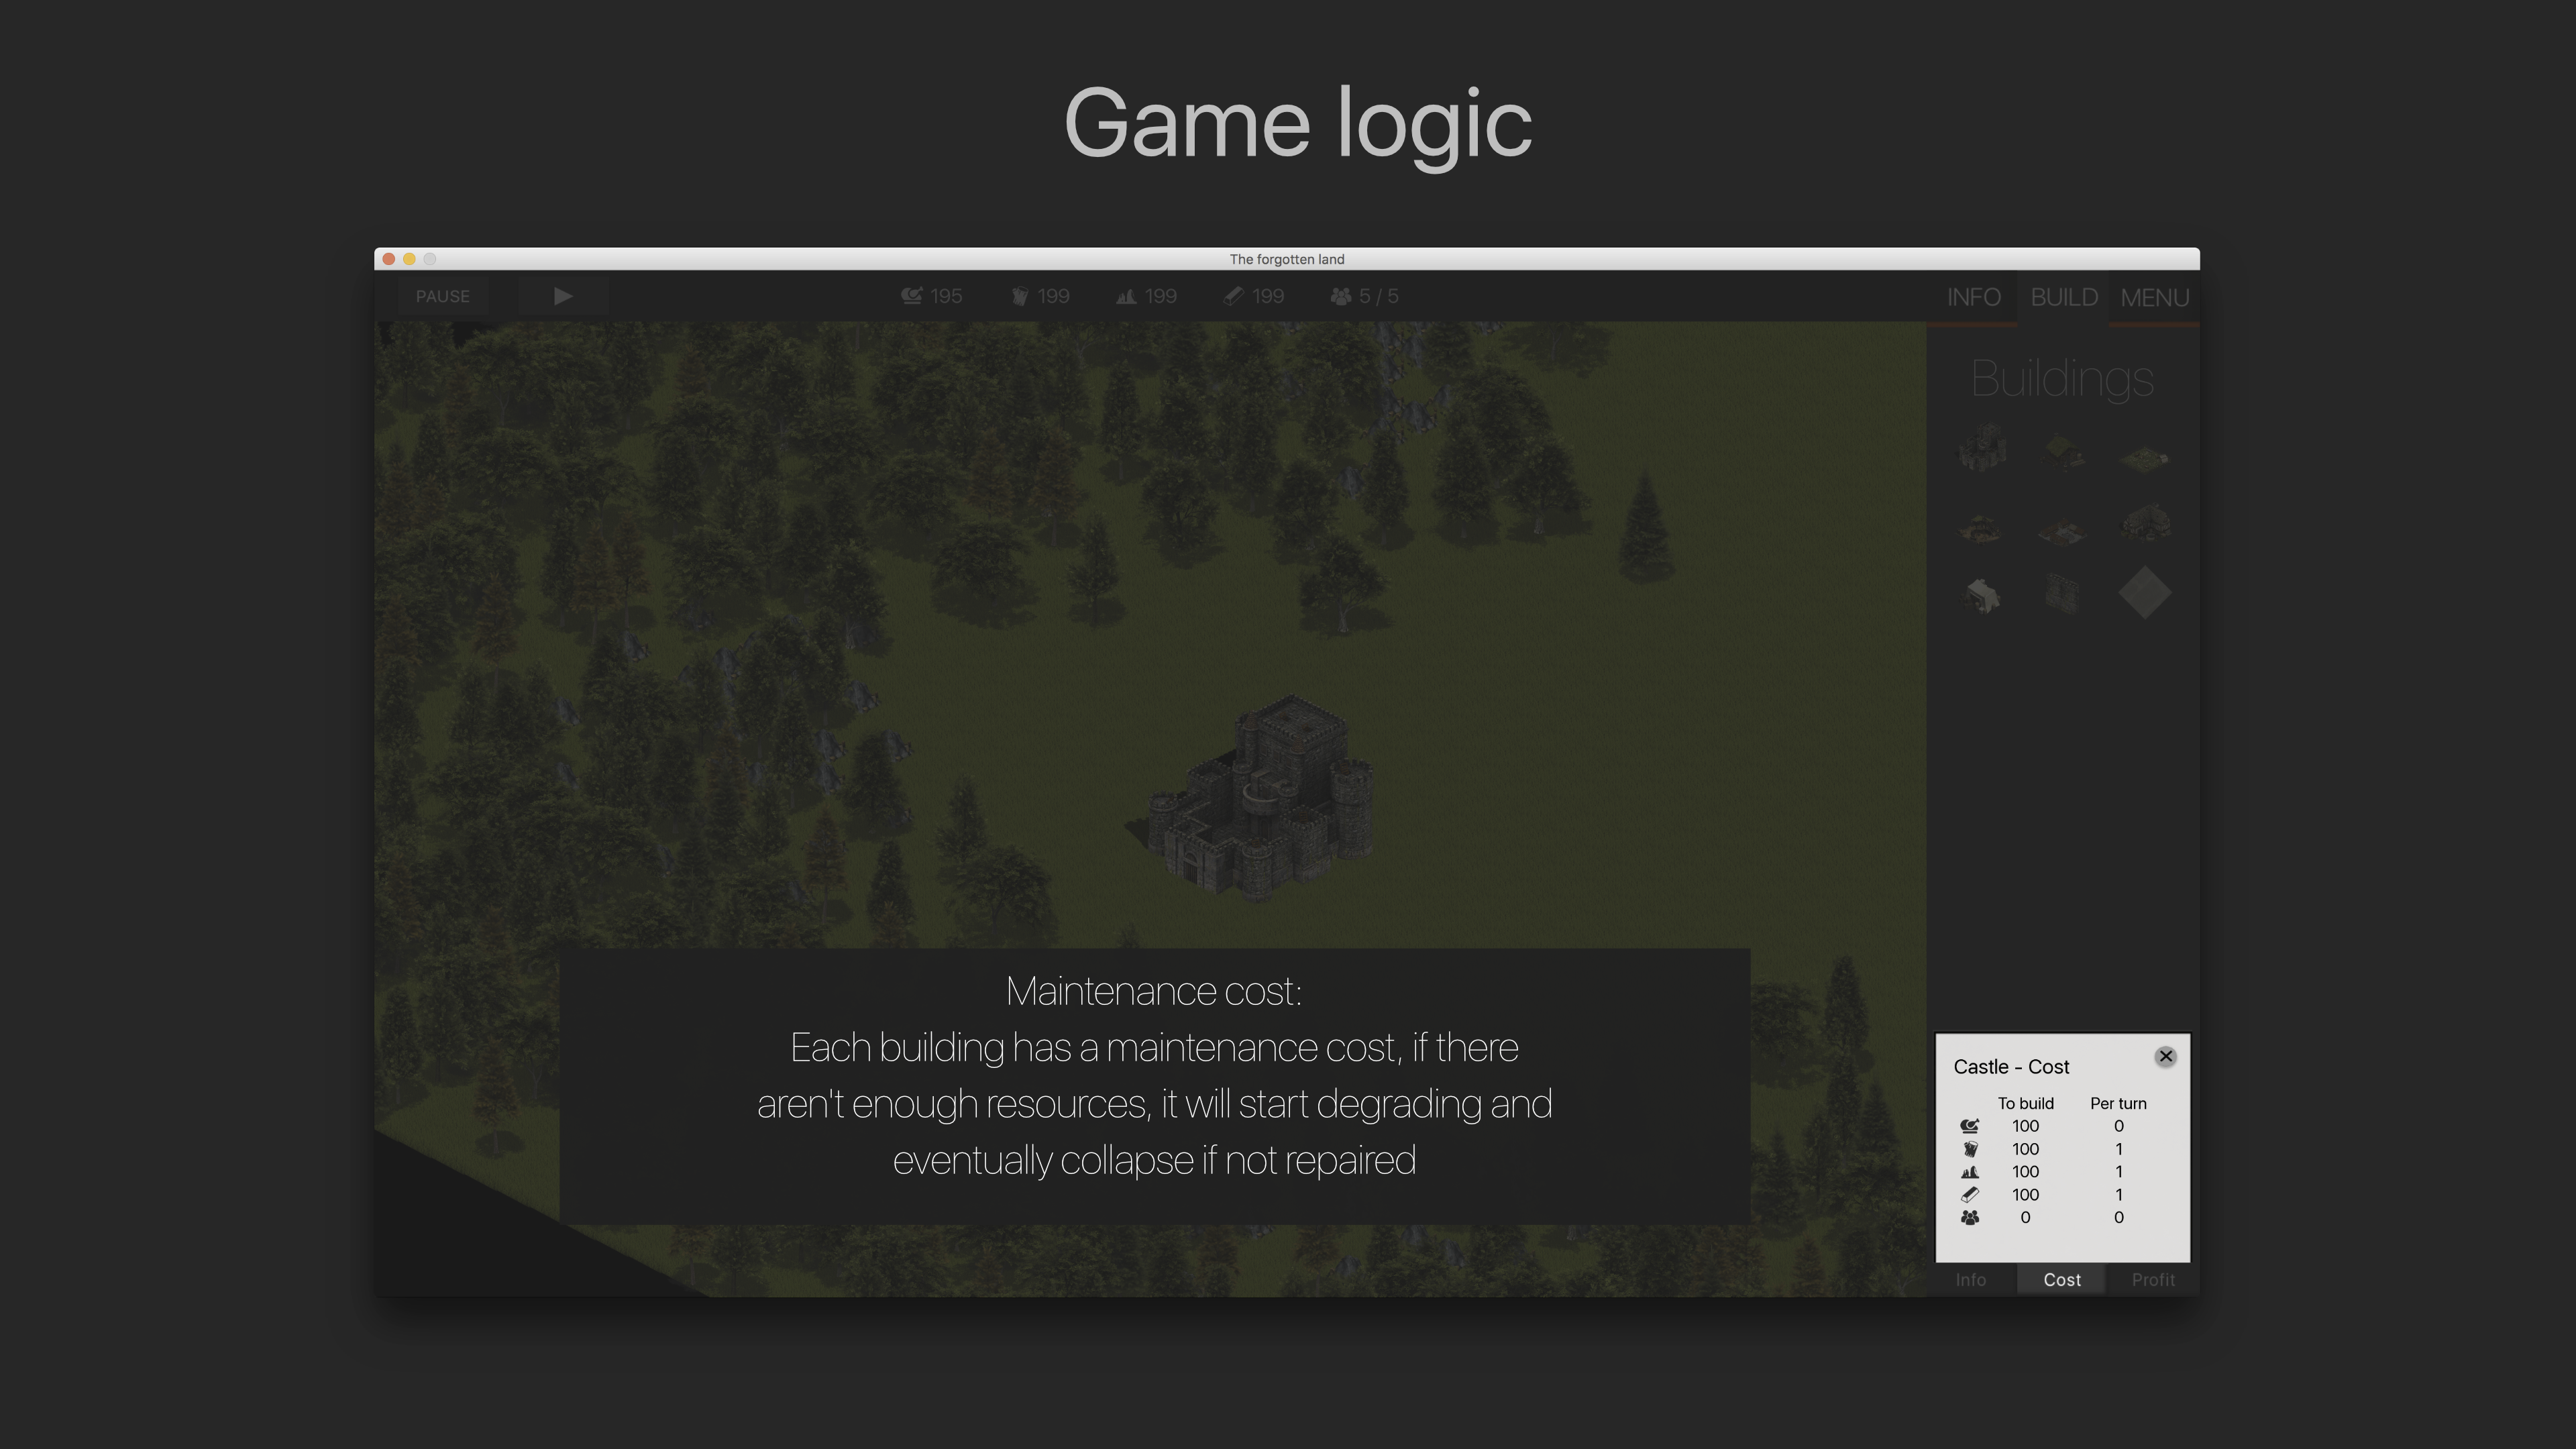 Game logic
The forgotten land
PAUSE
195
199
199
199
5 / 5
INFO
BUILD
MENU
Buildings
Maintenance cost:
Each building has a maintenance cost, if there
aren't enough resources, it will start degrading and
eventually collapse if not repaired
Castle - Cost
To build Per turn
100 0
100 1
100 1
100 1
0 0
Info
Cost
Profit